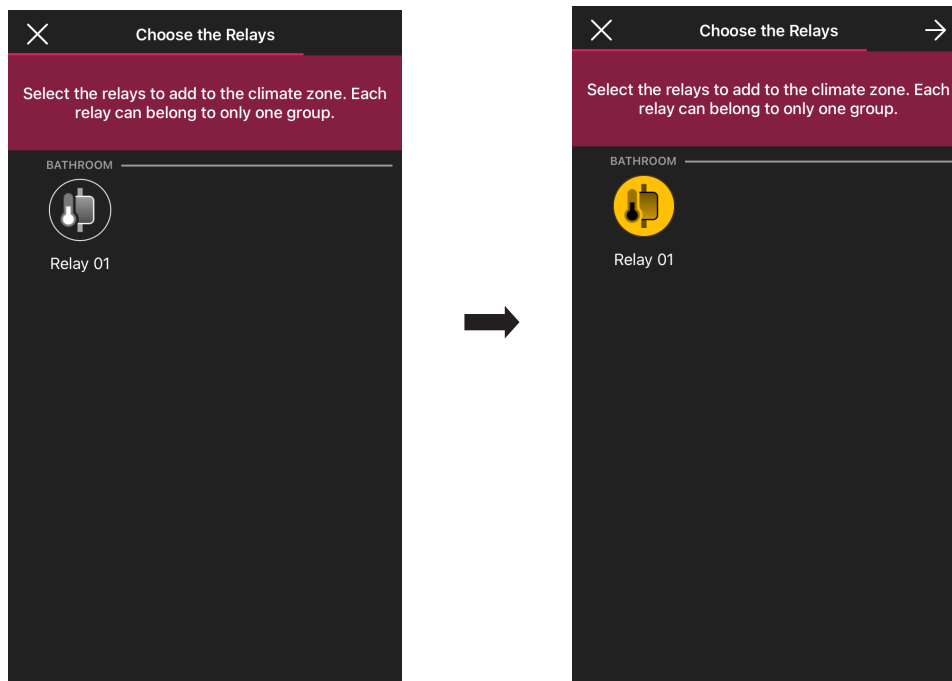 Choose the Relays
Select the relays to add to the climate zone. Each
relay can belong to only one group.
BATHROOM
Relay 01
Choose the Relays
Select the relays to add to the climate zone. Each
relay can belong to only one group.
BATHROOM
Relay 01